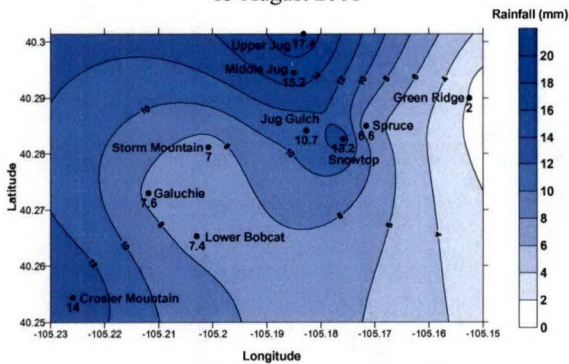 Rainfall (mm)
40.3
40.29
40.28
40.27
40.26
40.25
Latitude
Upper Jug 17.4
Middle Jug
15.2
Jug Gulch
10.7
Snowtop
13.2
Spruce
6.6
Green Ridge
2
Storm Mountain
7
Galuchie
7.6
Lower Bobcat
7.4
Crosier Mountain
14
-105.23 -105.22 -105.21 -105.2 -105.19 -105.18 -105.17 -105.16 -105.15
Longitude
20
18
16
14
12
10
8
6
4
2
0